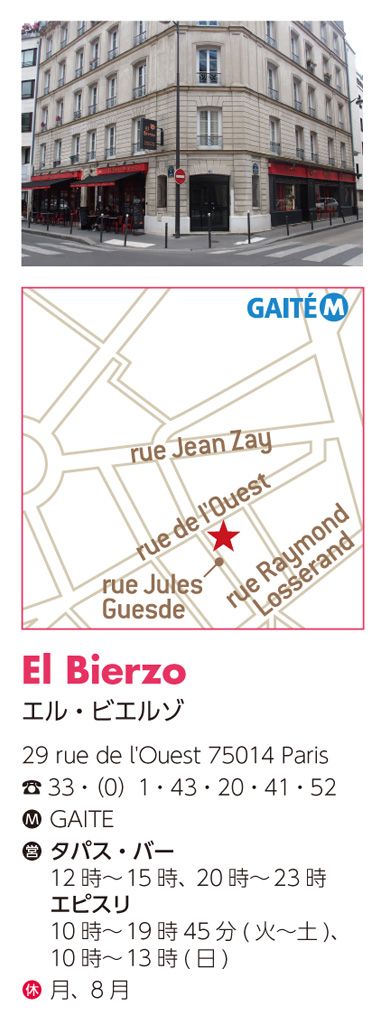 El Bierzo
GAITÉ M
rue Jean Zay
rue de l'Ouest
rue Raymond
Losserand
rue Jules
Guesde
El Bierzo
エル・ビエルゾ
29 rue de l'Ouest 75014 Paris
☎ 33・(0) 1・43・20・41・52
M GAITE
営 タパス・バー
12時〜15時、20時〜23時
エピスリ
10時〜19時45分(火〜土)、
10時〜13時(日)
休 月、8月